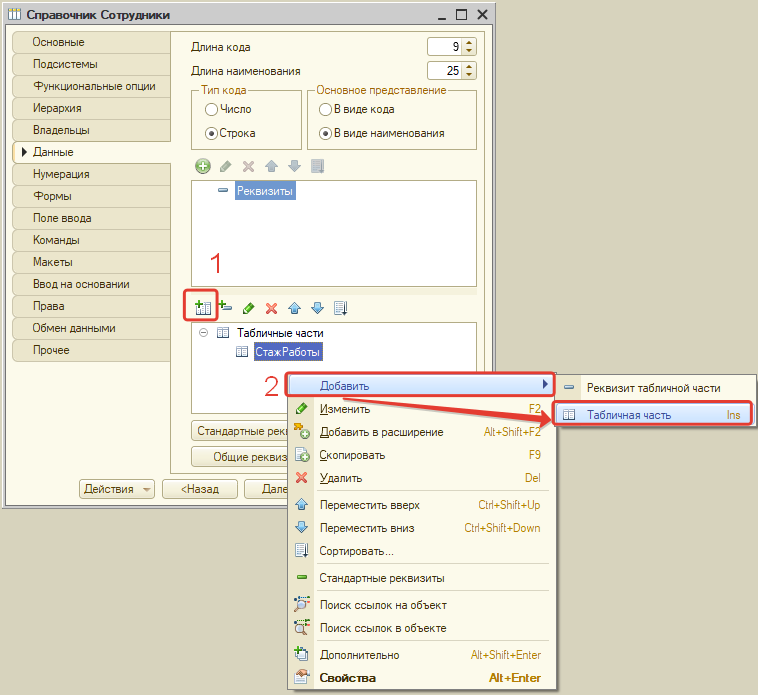 Справочник Сотрудники
Основные
Подсистемы
Функциональные опции
Иерархия
Владельцы
Данные
Нумерация
Формы
Поле ввода
Команды
Макеты
Ввод на основании
Права
Обмен данными
Прочее
Длина кода 9
Длина наименования 25
Тип кода
Число
Строка
Основное представление
В виде кода
В виде наименования
Реквизиты
1
Табличные части
СтажРаботы
2
Стандартные рек
Общие реквиз
Действия
<Назад
Дале
Добавить
Изменить F2
Добавить в расширение Alt+Shift+F2
Скопировать F9
Удалить Del
Переместить вверх Ctrl+Shift+Up
Переместить вниз Ctrl+Shift+Down
Сортировать...
Стандартные реквизиты
Поиск ссылок на объект
Поиск ссылок в объекте
Дополнительно Alt+Shift+Enter
Свойства Alt+Enter
Реквизит табличной части
Табличная часть Ins